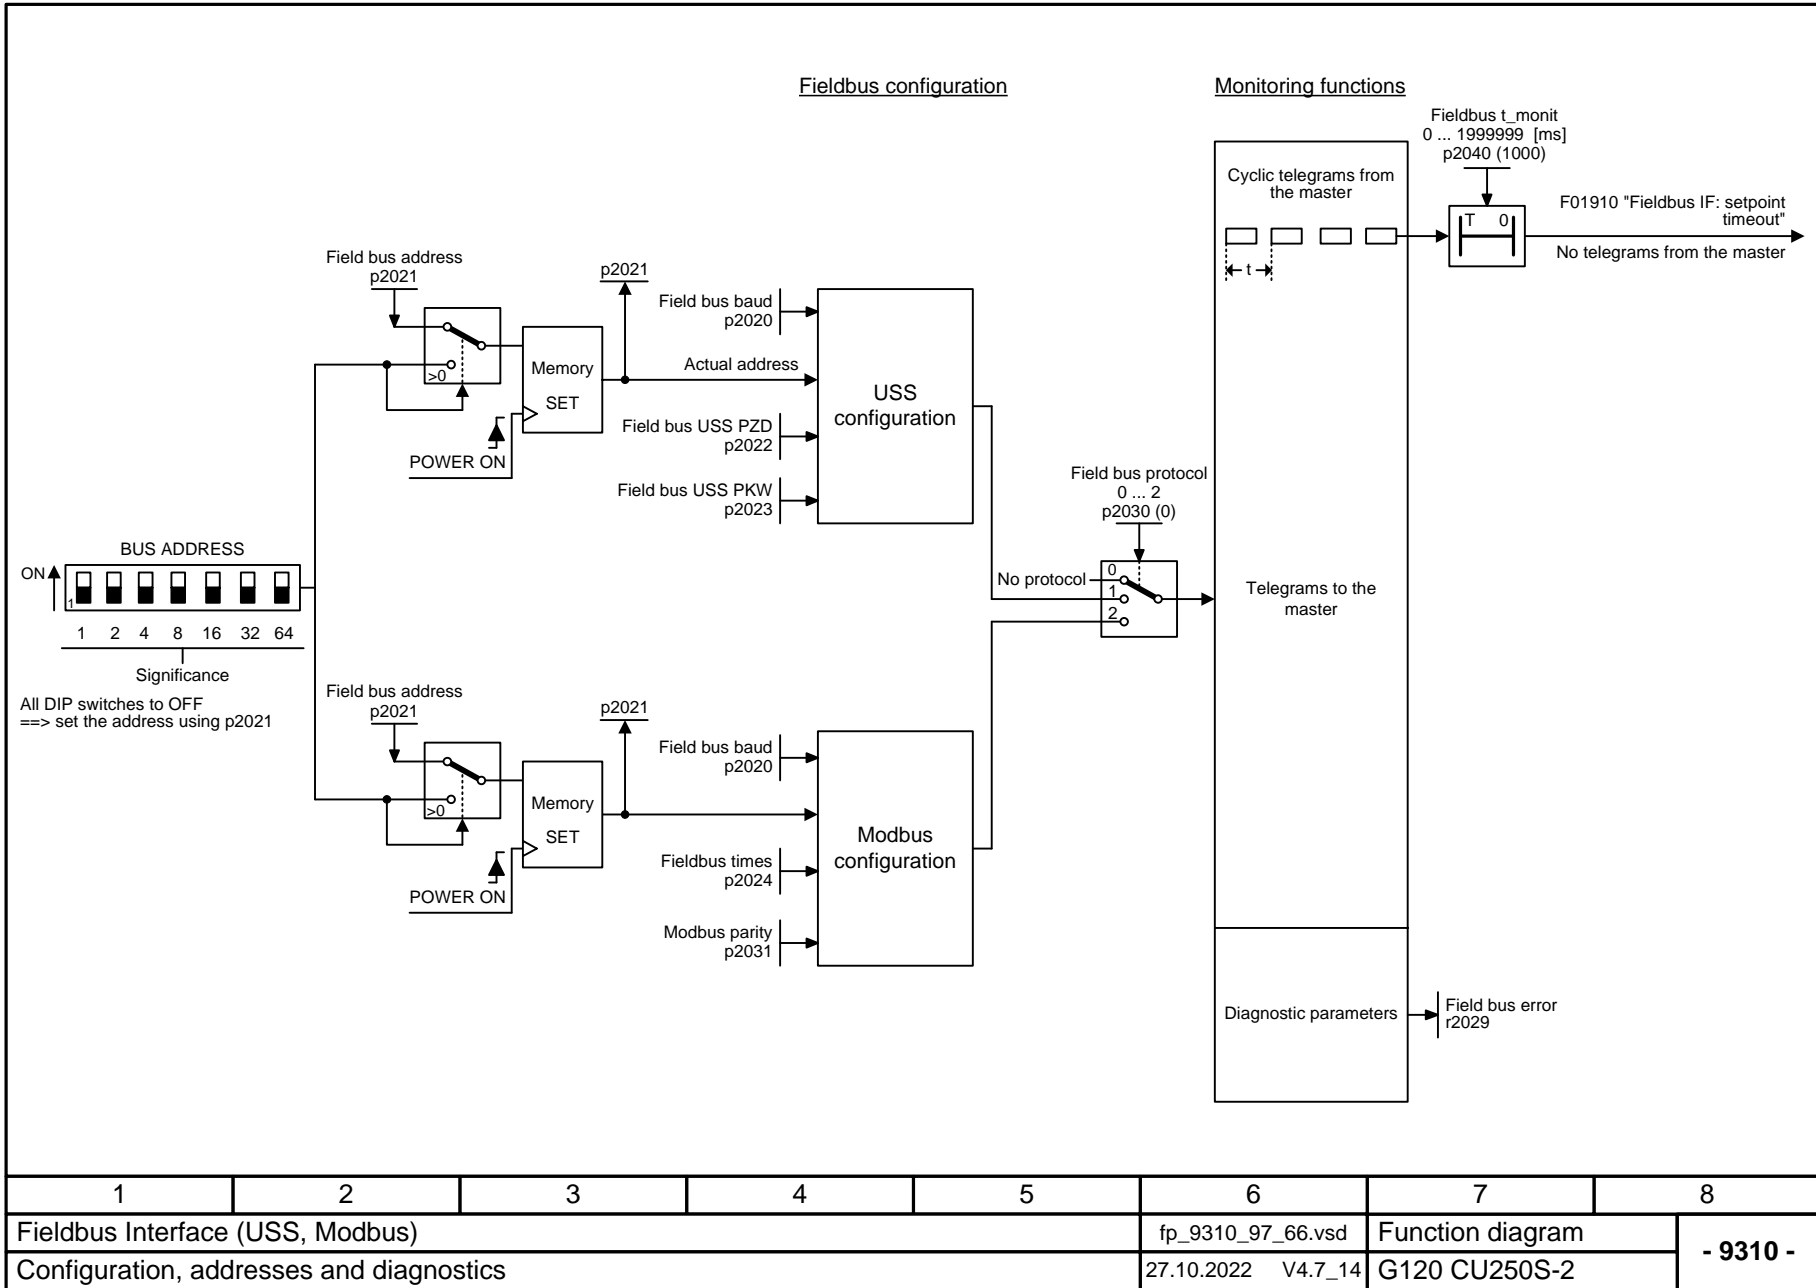 Fieldbus configuration
Monitoring functions
Fieldbus t_monit
0 ... 1999999 [ms]
p2040 (1000)
Cyclic telegrams from
the master
t
T 0
F01910 "Fieldbus IF: setpoint
timeout"
No telegrams from the master
Field bus address
p2021
>0
Memory
SET
POWER ON
p2021
Field bus baud
p2020
Actual address
Field bus USS PZD
p2022
Field bus USS PKW
p2023
USS
configuration
Field bus protocol
0 ... 2
p2030 (0)
No protocol
0
1
2
Telegrams to the
master
BUS ADDRESS
ON
1
1 2 4 8 16 32 64
Significance
All DIP switches to OFF
==> set the address using p2021
Field bus address
p2021
>0
Memory
SET
POWER ON
p2021
Field bus baud
p2020
Fieldbus times
p2024
Modbus parity
p2031
Modbus
configuration
Diagnostic parameters
Field bus error
r2029
1 2 3 4 5 6 7 8
Fieldbus Interface (USS, Modbus)
fp_9310_97_66.vsd
Function diagram
- 9310 -
Configuration, addresses and diagnostics
27.10.2022 V4.7_14
G120 CU250S-2